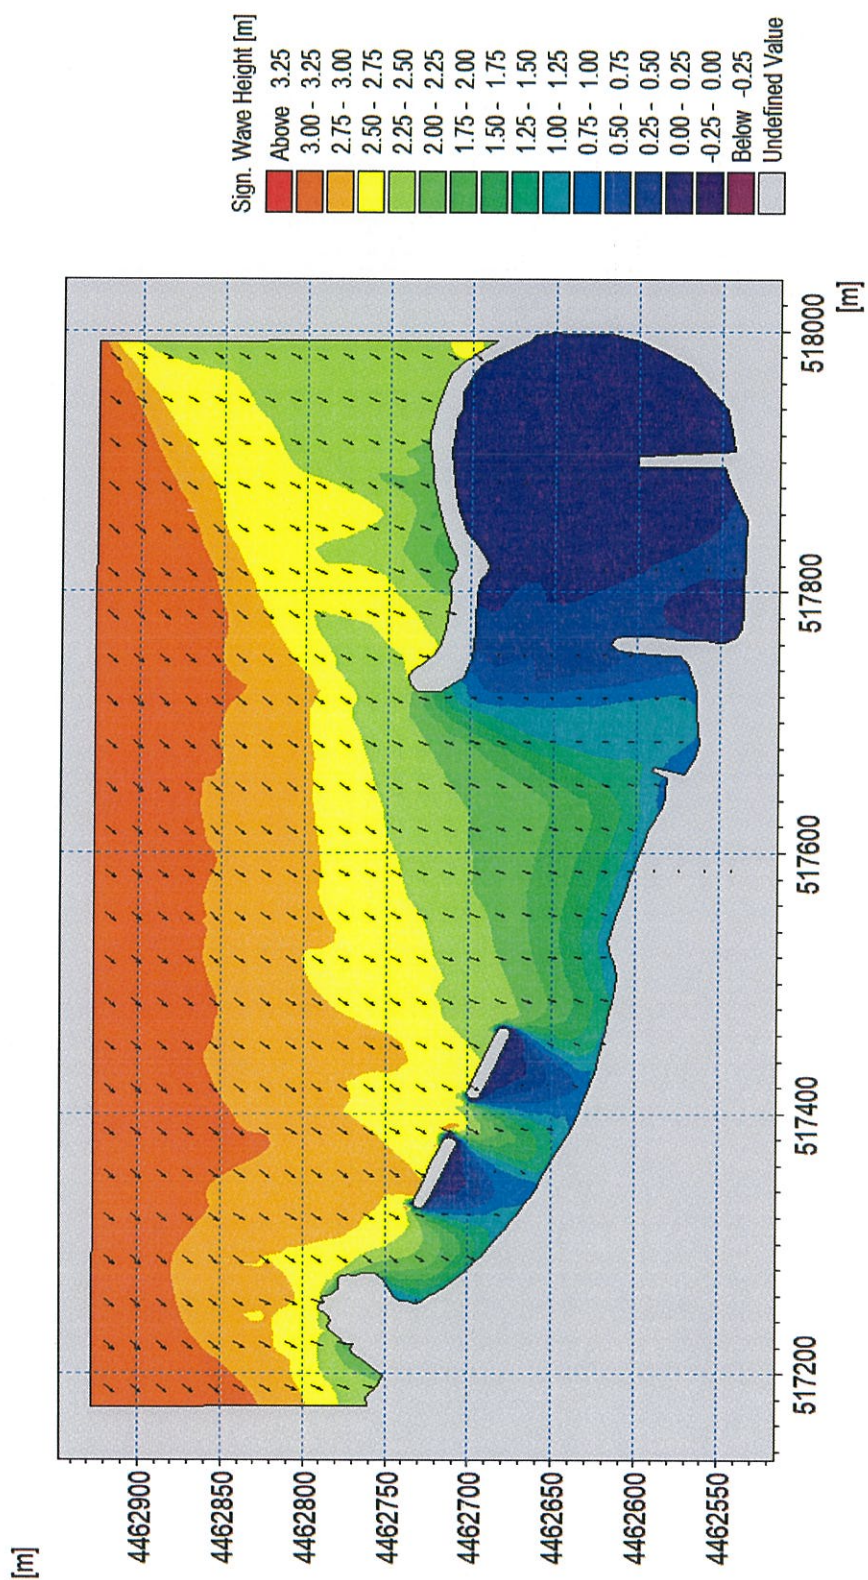 [m]
4462900
4462850
4462800
4462750
4462700
4462650
4462600
4462550
517200
517400
517600
517800
518000
[m]
Sign. Wave Height [m]
Above 3.25
3.00 - 3.25
2.75 - 3.00
2.50 - 2.75
2.25 - 2.50
2.00 - 2.25
1.75 - 2.00
1.50 - 1.75
1.25 - 1.50
1.00 - 1.25
0.75 - 1.00
0.50 - 0.75
0.25 - 0.50
0.00 - 0.25
-0.25 - 0.00
Below -0.25
Undefined Value